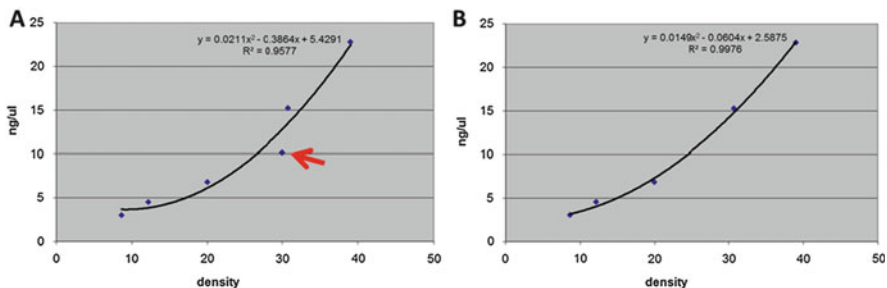 A
y = 0.0211x² - 0.3864x + 5.4291
R² = 0.9577
ng/ul
25
20
15
10
5
0
0 10 20 30 40 50
density
B
y = 0.0149x² - 0.0604x + 2.5875
R² = 0.9976
ng/ul
25
20
15
10
5
0
0 10 20 30 40 50
density